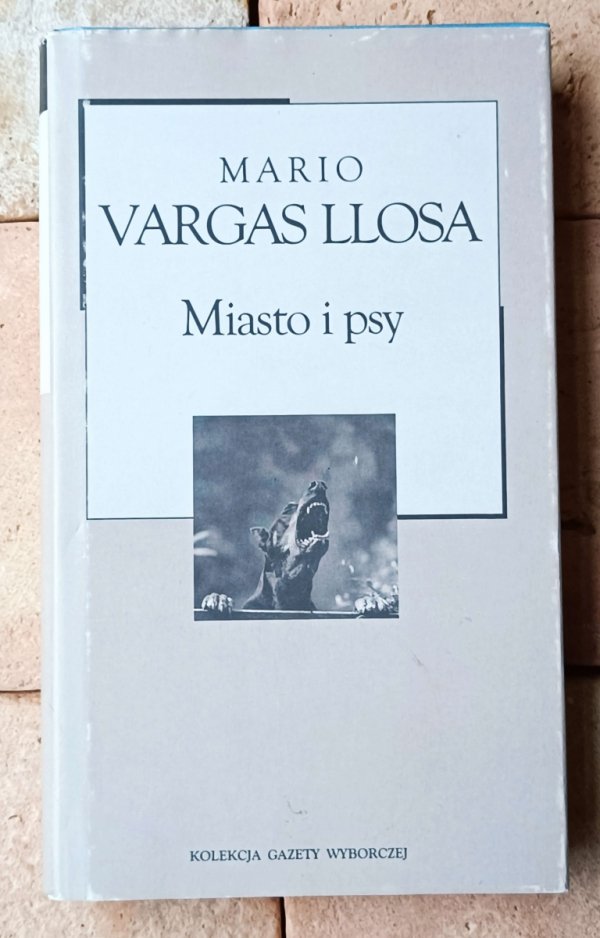 MARIO
VARGAS LLOSA
Miasto i psy
KOLEKCJA GAZETY WYBORCZEJ